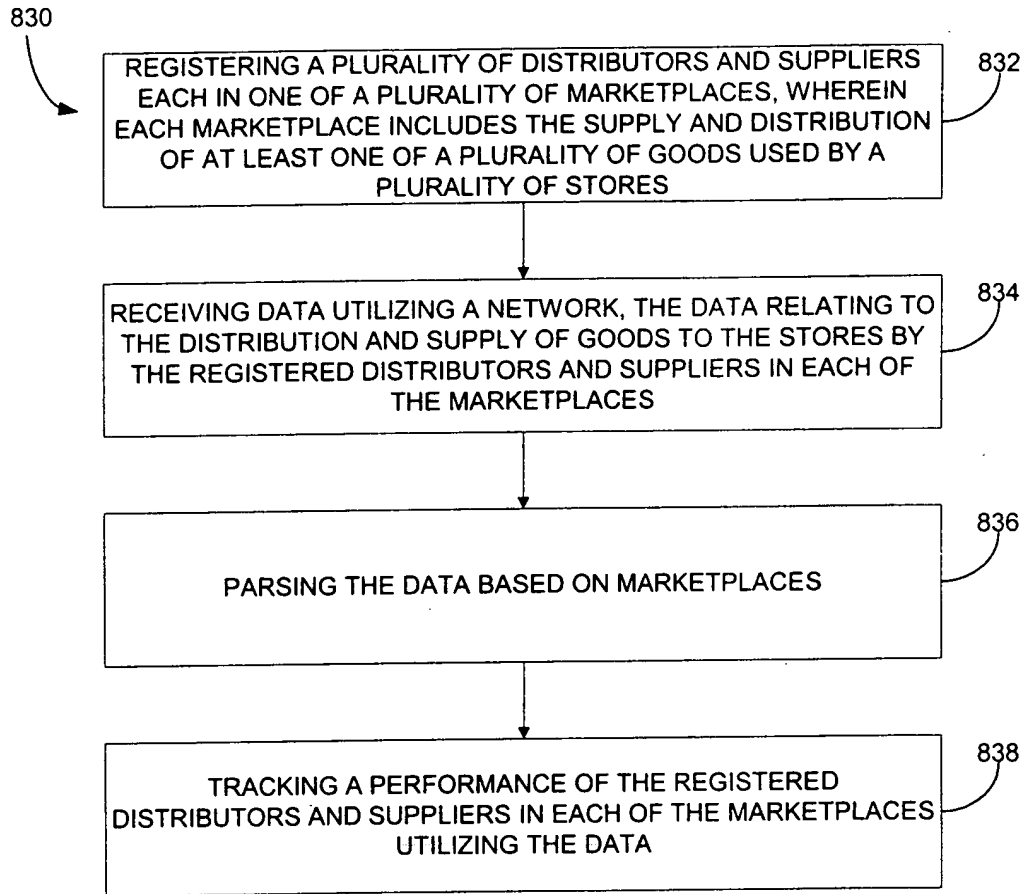 830
REGISTERING A PLURALITY OF DISTRIBUTORS AND SUPPLIERS
EACH IN ONE OF A PLURALITY OF MARKETPLACES, WHEREIN
EACH MARKETPLACE INCLUDES THE SUPPLY AND DISTRIBUTION
OF AT LEAST ONE OF A PLURALITY OF GOODS USED BY A
PLURALITY OF STORES
832
RECEIVING DATA UTILIZING A NETWORK, THE DATA RELATING TO
THE DISTRIBUTION AND SUPPLY OF GOODS TO THE STORES BY
THE REGISTERED DISTRIBUTORS AND SUPPLIERS IN EACH OF
THE MARKETPLACES
834
PARSING THE DATA BASED ON MARKETPLACES
836
TRACKING A PERFORMANCE OF THE REGISTERED
DISTRIBUTORS AND SUPPLIERS IN EACH OF THE MARKETPLACES
UTILIZING THE DATA
838